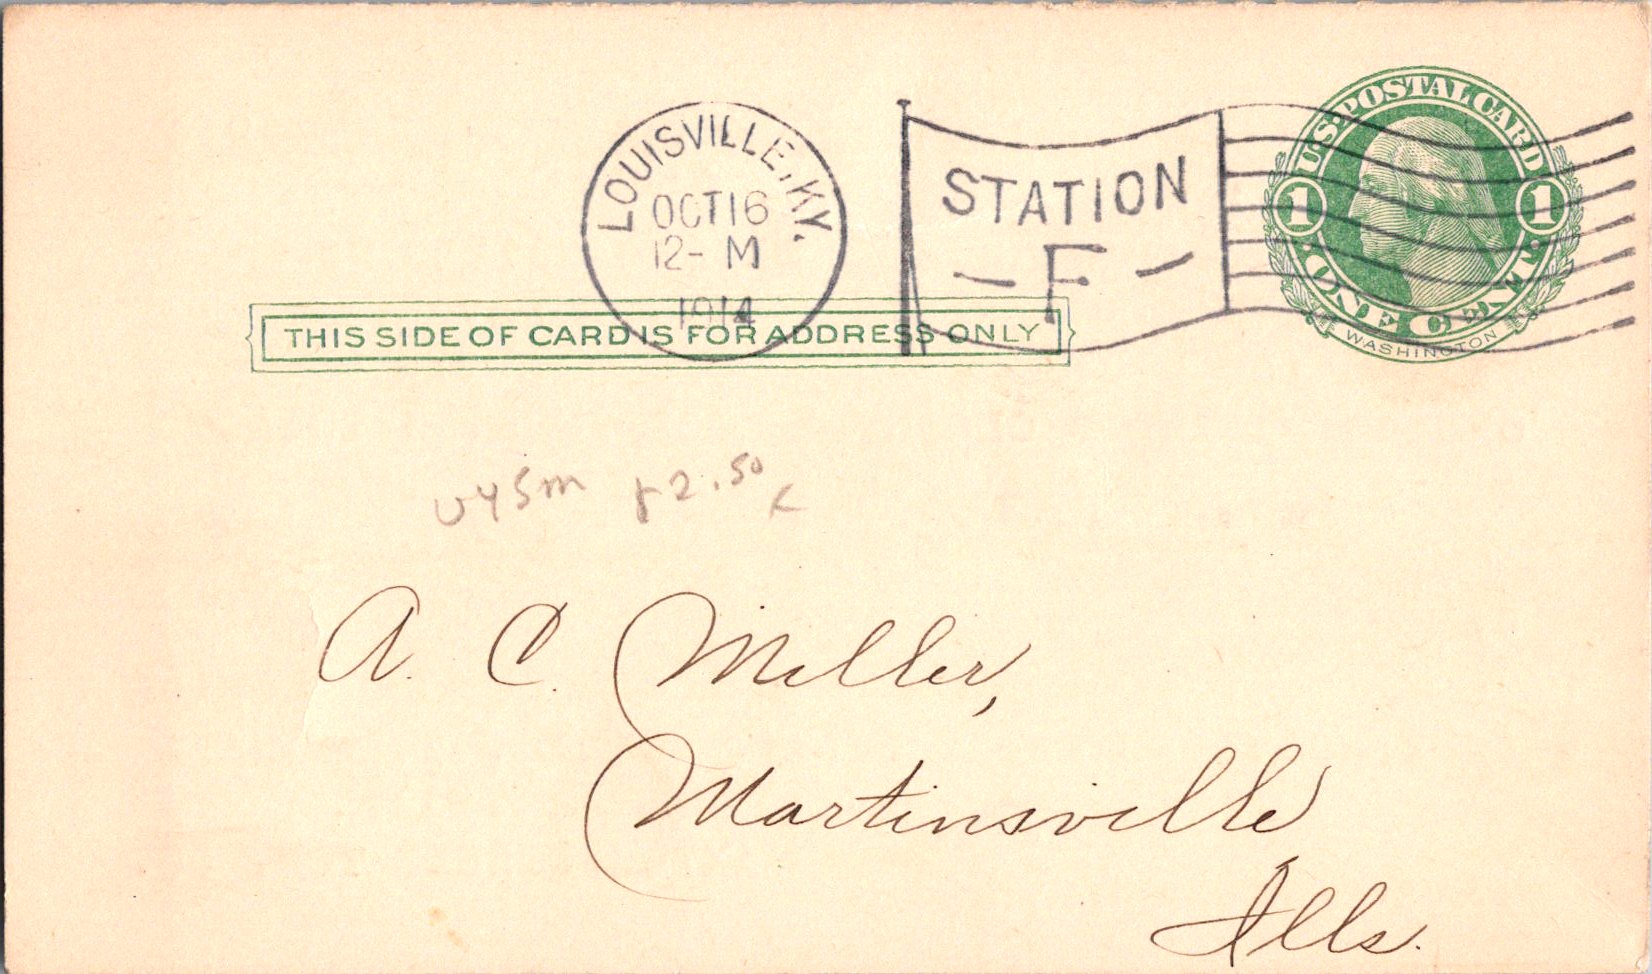 LOUISVILLE, KY.
OCT 16
12- M
1914
STATION
- F -
U.S. POSTAL CARD
1 1
· ONE CENT ·
WASHINGTON
THIS SIDE OF CARD IS FOR ADDRESS ONLY
2.50
A. C. Miller,
Martinsville
Ills.